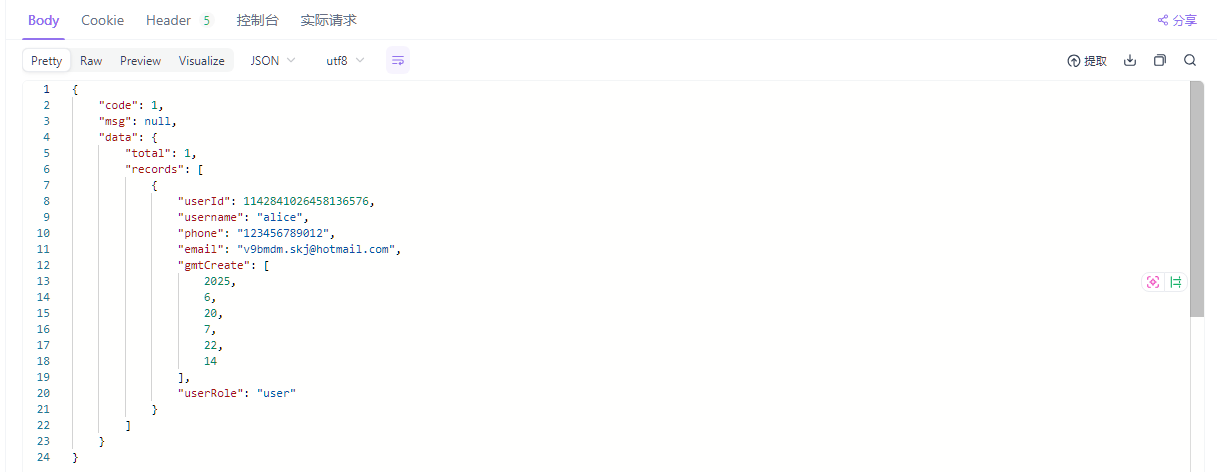 Body Cookie Header 5 控制台 实际请求 分享
Pretty Raw Preview Visualize JSON utf8 提取
1 {
2 "code": 1,
3 "msg": null,
4 "data": {
5 "total": 1,
6 "records": [
7 {
8 "userId": 1142841026458136576,
9 "username": "alice",
10 "phone": "123456789012",
11 "email": "v9bmdm.skj@hotmail.com",
12 "gmtCreate": [
13 2025,
14 6,
15 20,
16 7,
17 22,
18 14
19 ],
20 "userRole": "user"
21 }
22 ]
23 }
24 }